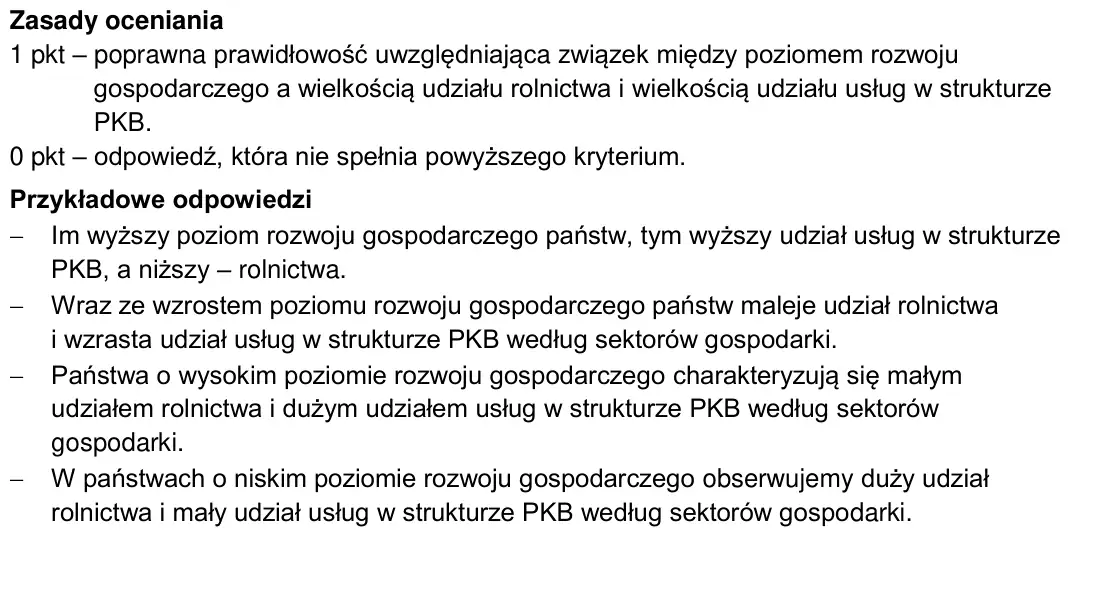 Zasady oceniania
1 pkt – poprawna prawidłowość uwzględniająca związek między poziomem rozwoju
gospodarczego a wielkością udziału rolnictwa i wielkością udziału usług w strukturze
PKB.
0 pkt – odpowiedź, która nie spełnia powyższego kryterium.
Przykładowe odpowiedzi
– Im wyższy poziom rozwoju gospodarczego państw, tym wyższy udział usług w strukturze
PKB, a niższy – rolnictwa.
– Wraz ze wzrostem poziomu rozwoju gospodarczego państw maleje udział rolnictwa
i wzrasta udział usług w strukturze PKB według sektorów gospodarki.
– Państwa o wysokim poziomie rozwoju gospodarczego charakteryzują się małym
udziałem rolnictwa i dużym udziałem usług w strukturze PKB według sektorów
gospodarki.
– W państwach o niskim poziomie rozwoju gospodarczego obserwujemy duży udział
rolnictwa i mały udział usług w strukturze PKB według sektorów gospodarki.